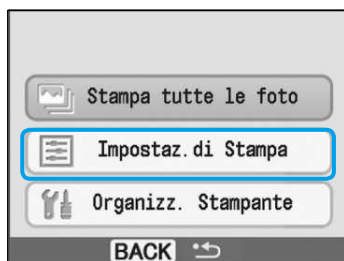 Stampa tutte le foto
Impostaz.di Stampa
Organizz. Stampante
BACK